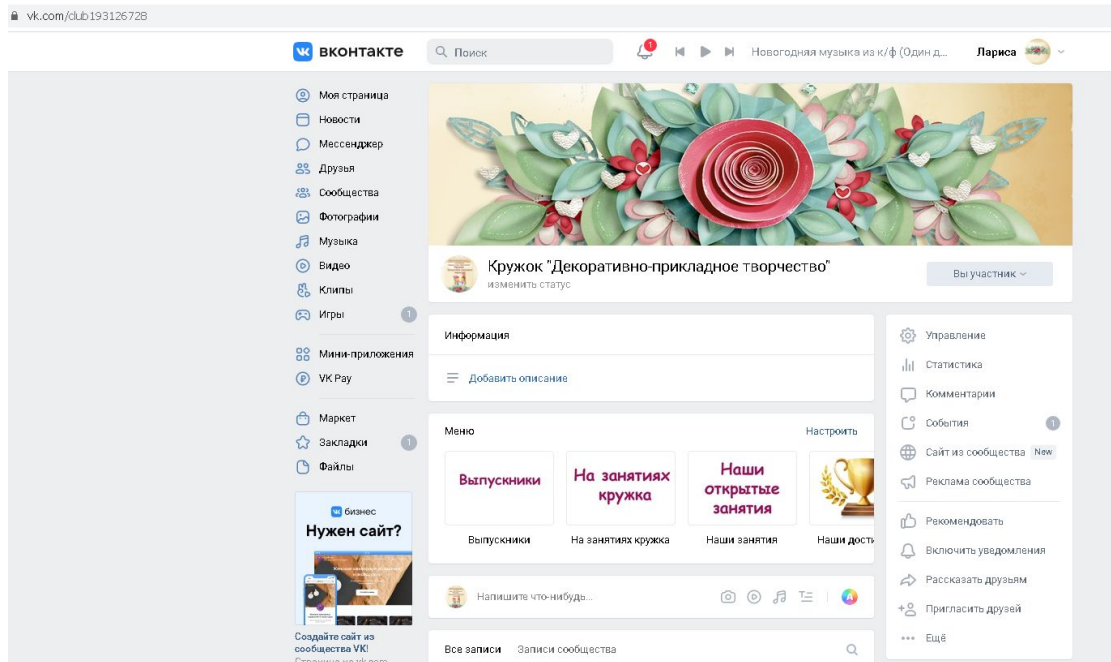 vk.com/club193126728
вконтакте
Поиск
1
Новогодняя музыка из к/ф (Один д...
Лариса
Моя страница
Новости
Мессенджер
Друзья
Сообщества
Фотографии
Музыка
Видео
Клипы
Игры
1
Мини-приложения
VK Pay
Маркет
Закладки
1
Файлы
бизнес
Нужен сайт?
Создайте сайт из
сообщества VK!
Кружок "Декоративно-прикладное творчество"
изменить статус
Вы участник
Информация
Добавить описание
Меню
Настроить
Выпускники
На занятиях
кружка
Наши
открытые
занятия
Выпускники
На занятиях кружка
Наши занятия
Наши дости
Напишите что-нибудь...
Все записи
Записи сообщества
Управление
Статистика
Комментарии
События
1
Сайт из сообщества New
Реклама сообщества
Рекомендовать
Включить уведомления
Рассказать друзьям
Пригласить друзей
Ещё